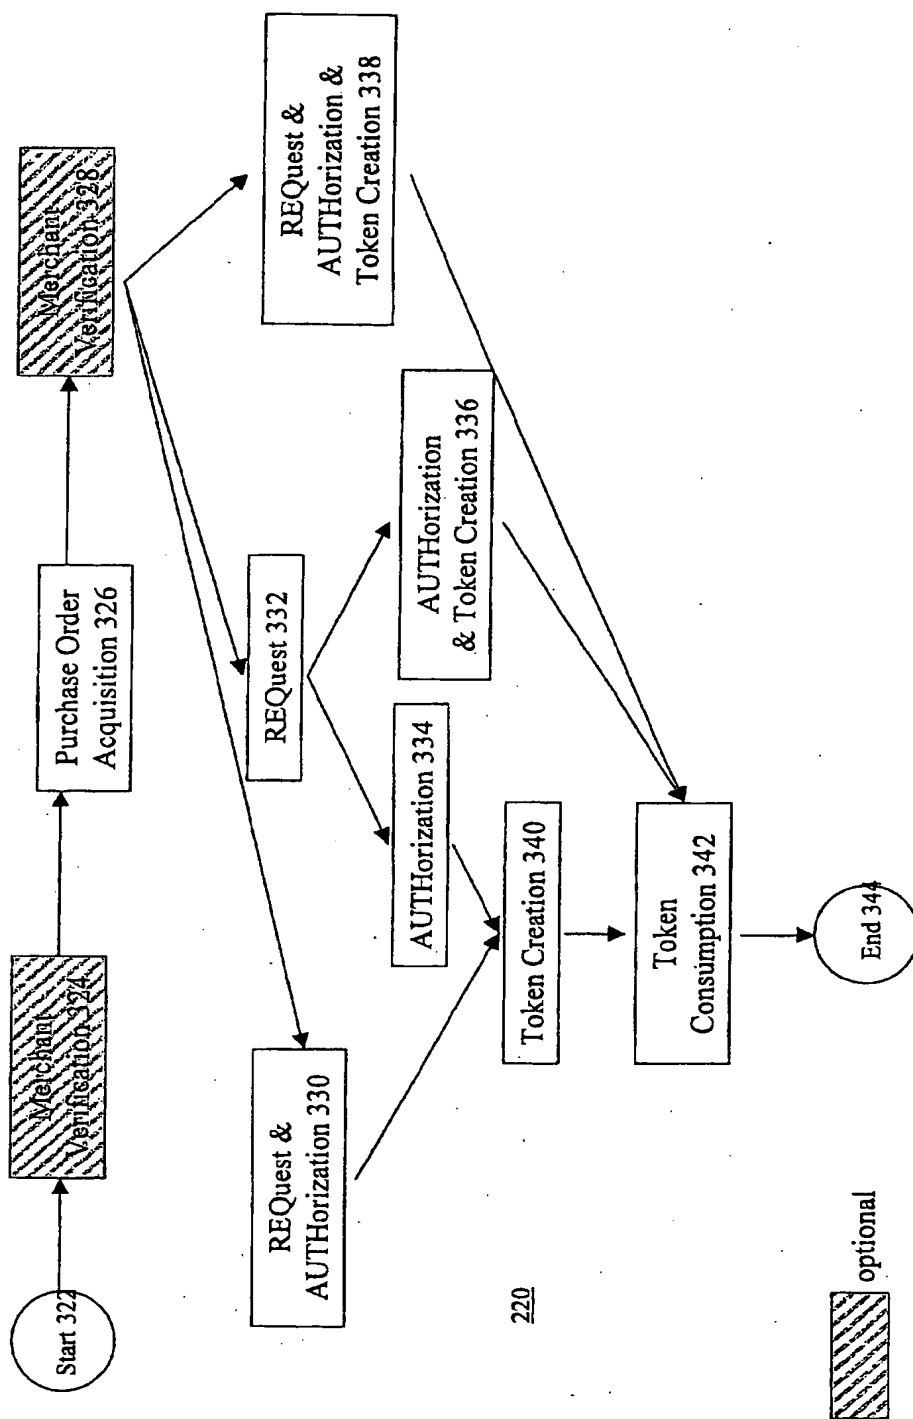 Start 322
Merchant
Verification 324
Purchase Order
Acquisition 326
Merchant
Verification 328
REQuest &
AUTHorization 330
REQuest 332
REQuest &
AUTHorization &
Token Creation 338
AUTHorization 334
AUTHorization
& Token Creation 336
Token Creation 340
Token
Consumption 342
End 344
220
optional